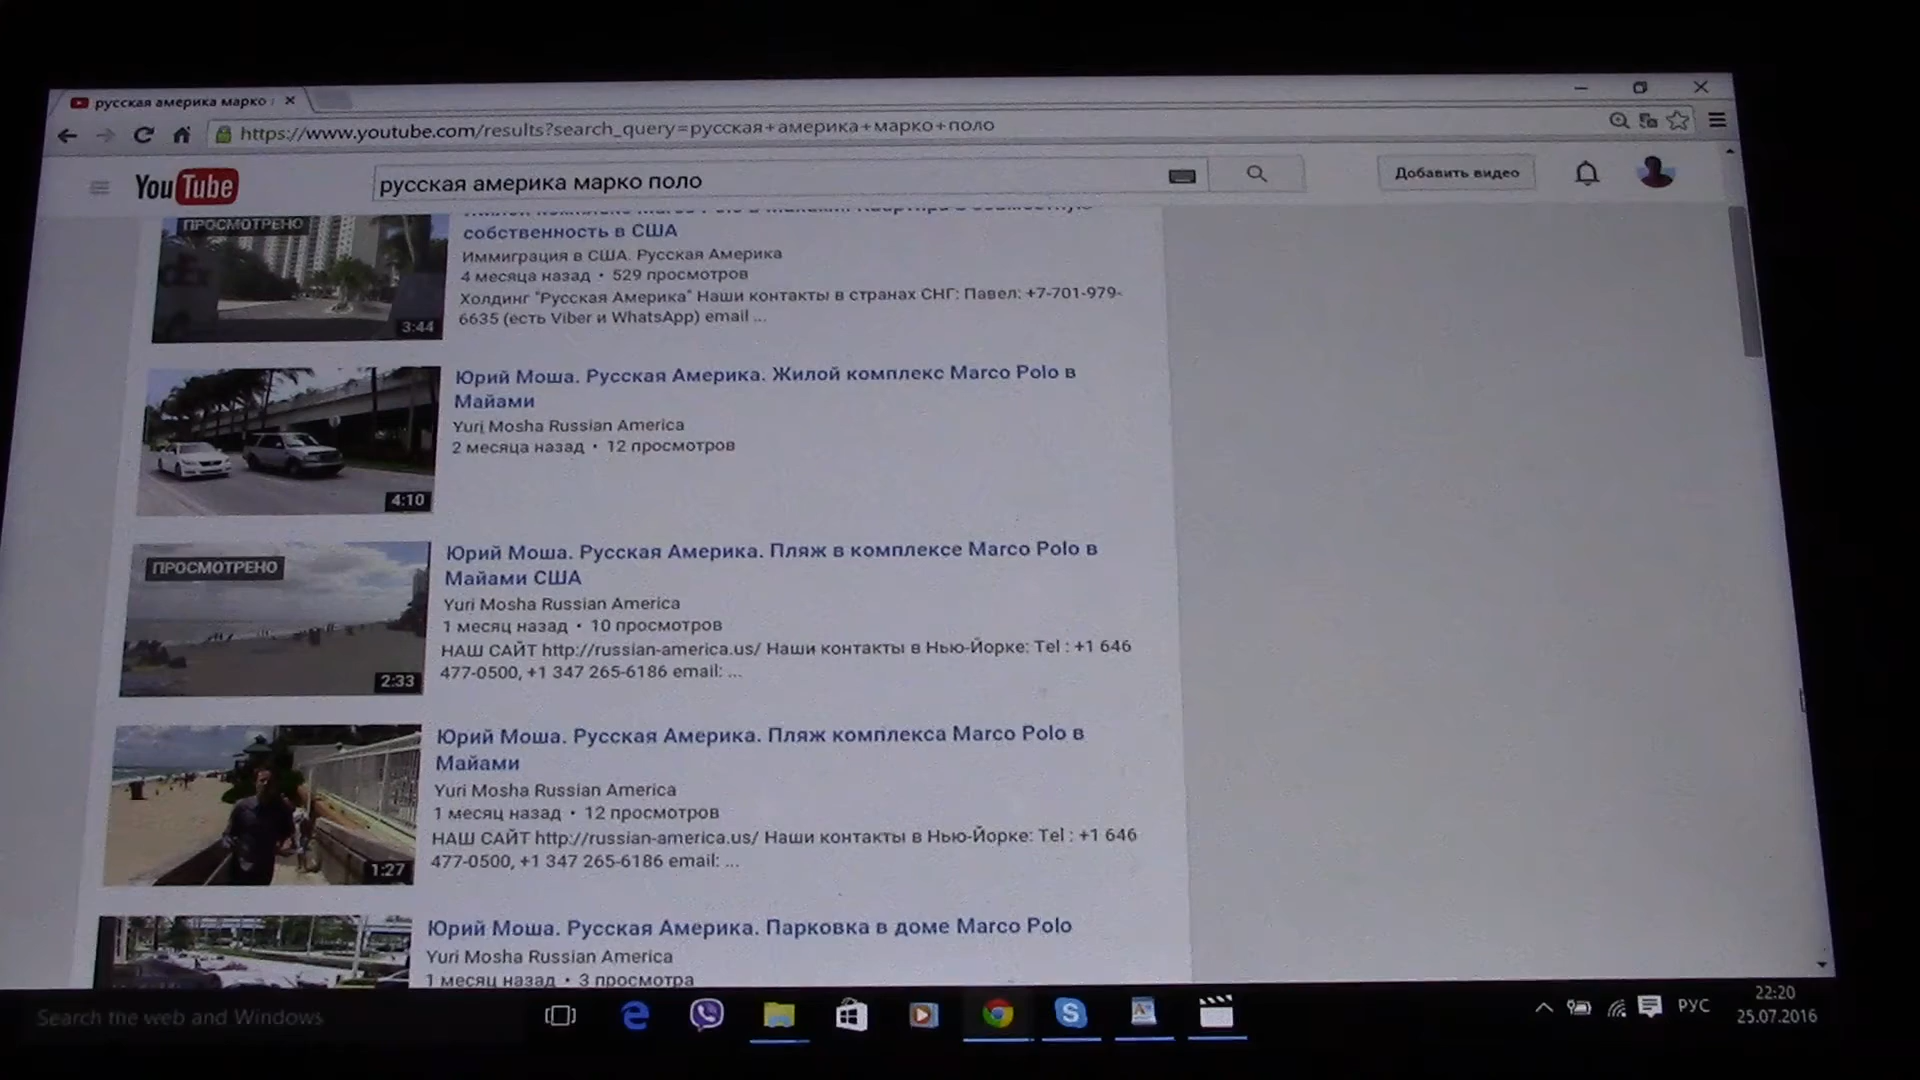 русская америка марко
https://www.youtube.com/results?search_query=русская+америка+марко+поло
YouTube
русская америка марко поло
Добавить видео
ПРОСМОТРЕНО
3:44
собственность в США
Иммиграция в США. Русская Америка
4 месяца назад • 529 просмотров
Холдинг "Русская Америка" Наши контакты в странах СНГ: Павел: +7-701-979-
6635 (есть Viber и WhatsApp) email ...
4:10
Юрий Моша. Русская Америка. Жилой комплекс Marco Polo в
Майами
Yuri Mosha Russian America
2 месяца назад • 12 просмотров
ПРОСМОТРЕНО
2:33
Юрий Моша. Русская Америка. Пляж в комплексе Marco Polo в
Майами США
Yuri Mosha Russian America
1 месяц назад • 10 просмотров
НАШ САЙТ http://russian-america.us/ Наши контакты в Нью-Йорке: Tel : +1 646
477-0500, +1 347 265-6186 email: ...
1:27
Юрий Моша. Русская Америка. Пляж комплекса Marco Polo в
Майами
Yuri Mosha Russian America
1 месяц назад • 12 просмотров
НАШ САЙТ http://russian-america.us/ Наши контакты в Нью-Йорке: Tel : +1 646
477-0500, +1 347 265-6186 email: ...
Юрий Моша. Русская Америка. Парковка в доме Marco Polo
Yuri Mosha Russian America
1 месяц назад • 3 просмотра
Search the web and Windows
РУС
22:20
25.07.2016